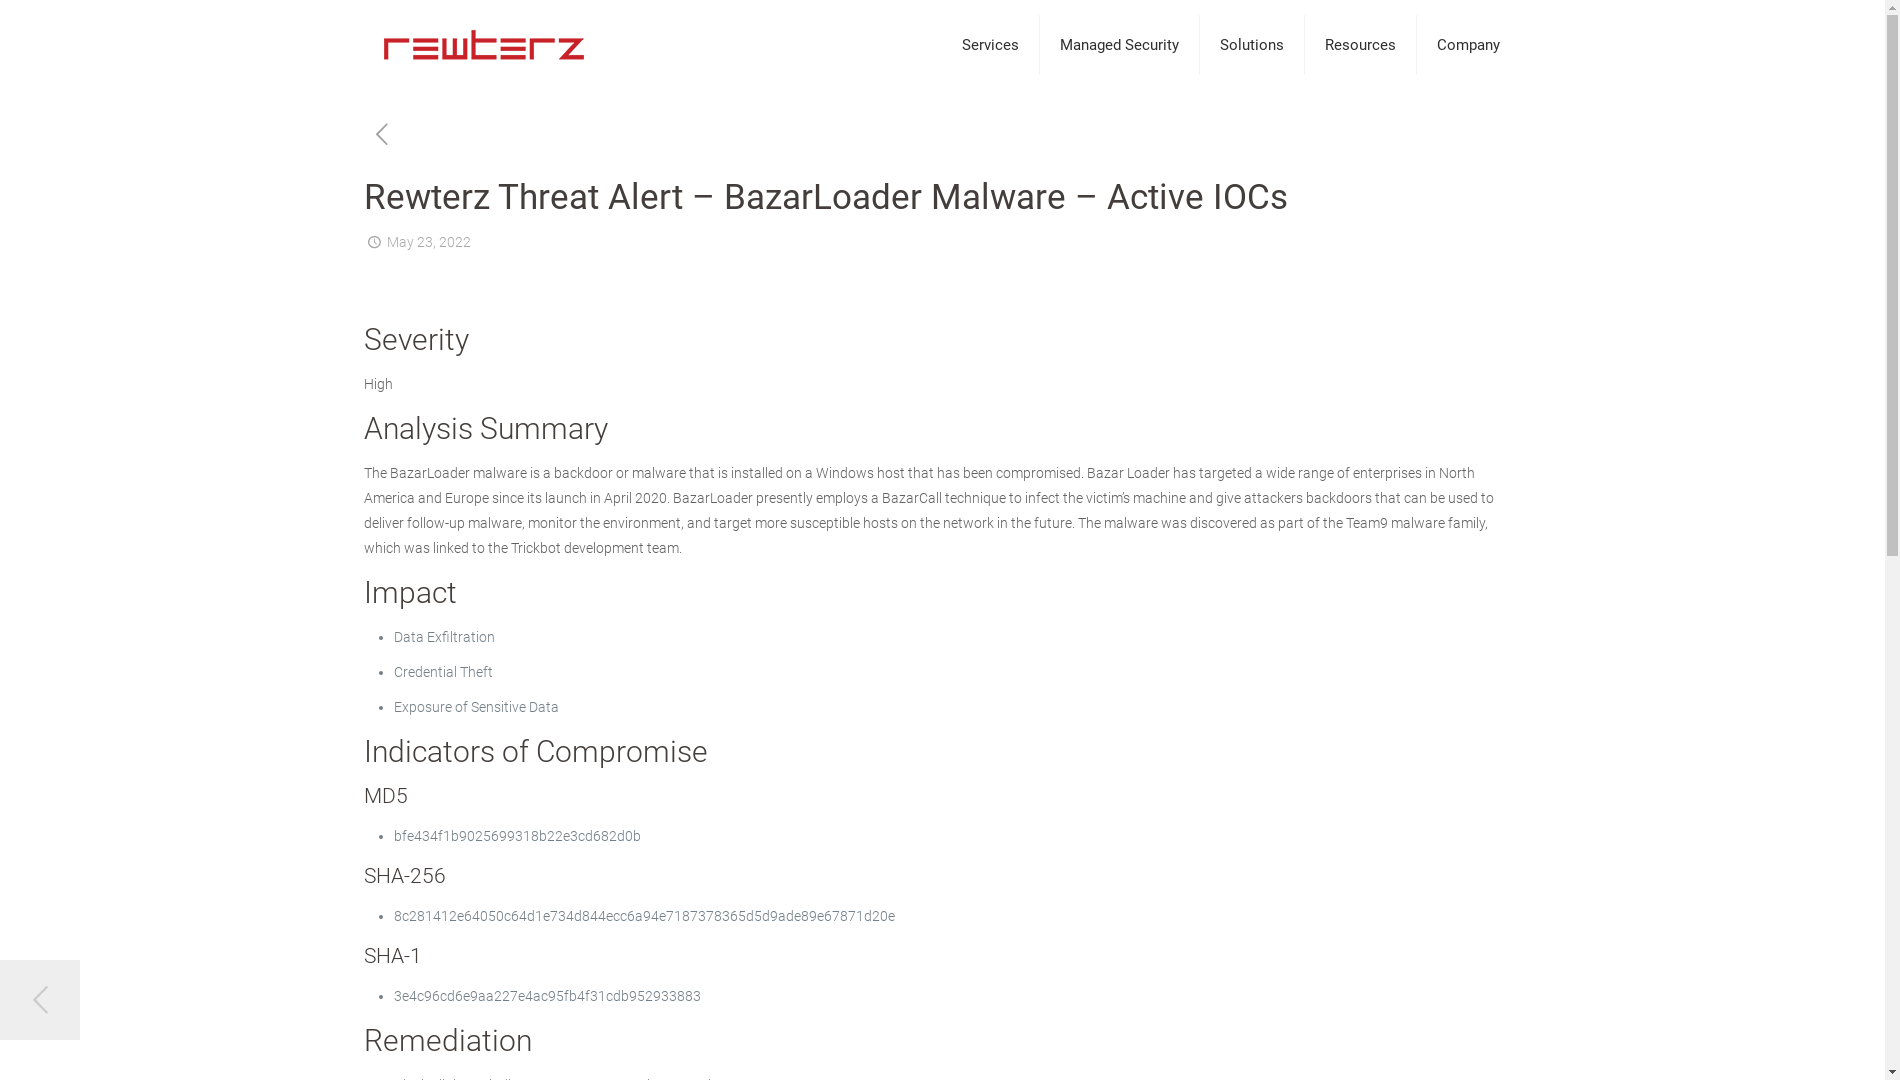 rewterz
Services
Managed Security
Solutions
Resources
Company
Rewterz Threat Alert – BazarLoader Malware – Active IOCs
May 23, 2022
Severity
High
Analysis Summary
The BazarLoader malware is a backdoor or malware that is installed on a Windows host that has been compromised. Bazar Loader has targeted a wide range of enterprises in North
America and Europe since its launch in April 2020. BazarLoader presently employs a BazarCall technique to infect the victim's machine and give attackers backdoors that can be used to
deliver follow-up malware, monitor the environment, and target more susceptible hosts on the network in the future. The malware was discovered as part of the Team9 malware family,
which was linked to the Trickbot development team.
Impact
• Data Exfiltration
• Credential Theft
• Exposure of Sensitive Data
Indicators of Compromise
MD5
• bfe434f1b9025699318b22e3cd682d0b
SHA-256
• 8c281412e64050c64d1e734d844ecc6a94e7187378365d5d9ade89e67871d20e
SHA-1
• 3e4c96cd6e9aa227e4ac95fb4f31cdb952933883
Remediation